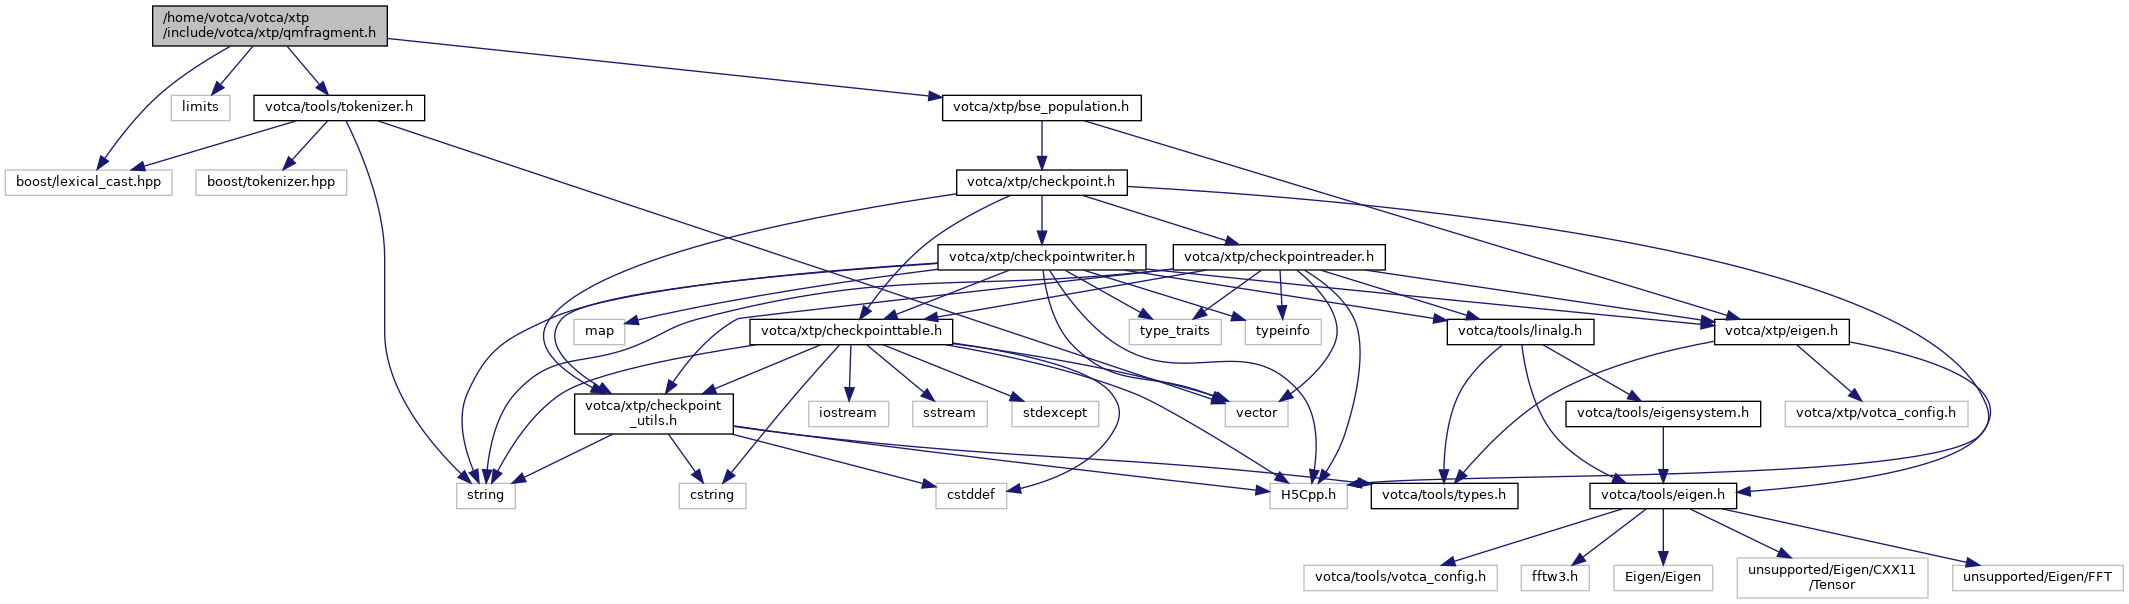 /home/votca/votca/xtp
/include/votca/xtp/qmfragment.h
limits
votca/tools/tokenizer.h
votca/xtp/bse_population.h
boost/lexical_cast.hpp
boost/tokenizer.hpp
votca/xtp/checkpoint.h
votca/xtp/checkpointwriter.h
votca/xtp/checkpointreader.h
map
votca/xtp/checkpointtable.h
type_traits
typeinfo
votca/tools/linalg.h
votca/xtp/eigen.h
votca/xtp/checkpoint
_utils.h
iostream
sstream
stdexcept
vector
votca/tools/eigensystem.h
votca/xtp/votca_config.h
string
cstring
cstddef
H5Cpp.h
votca/tools/types.h
votca/tools/eigen.h
votca/tools/votca_config.h
fftw3.h
Eigen/Eigen
unsupported/Eigen/CXX11
/Tensor
unsupported/Eigen/FFT